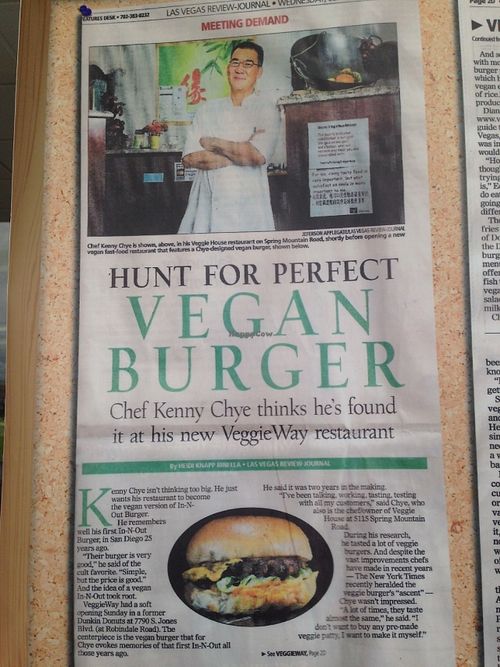 FEATURES DESK • 702-383-0232
LAS VEGAS REVIEW-JOURNAL • WEDNESDAY,
MEETING DEMAND
JEFFERSON APPLEGATE/LAS VEGAS REVIEW-JOURNAL
Chef Kenny Chye is shown, above, in his Veggie House restaurant on Spring Mountain Road, shortly before opening a new
vegan fast-food restaurant that features a Chye-designed vegan burger, shown below.
HUNT FOR PERFECT
VEGAN
HappyCow
BURGER
Chef Kenny Chye thinks he's found
it at his new VeggieWay restaurant
By HEIDI KNAPP RINELLA • LAS VEGAS REVIEW-JOURNAL
Kenny Chye isn't thinking too big. He just
wants his restaurant to become
the vegan version of In-N-
Out Burger.
He remembers
well his first In-N-Out
Burger, in San Diego 25
years ago.
"Their burger is very
good," he said of the
cult favorite. "Simple,
but the price is good."
And the idea of a vegan
In-N-Out took root.
VeggieWay had a soft
opening Sunday in a former
Dunkin Donuts at 7790 S. Jones
Blvd. (at Robindale Road). The
centerpiece is the vegan burger that for
Chye evokes memories of that first In-N-Out all
those years ago.
He said it was two years in the making.
"I've been talking, working, tasting, testing
with all my customers," said Chye, who
also is the chef/owner of Veggie
House at 5115 Spring Mountain
Road.
During his research,
he tasted a lot of veggie
burgers. And despite the
vast improvements chefs
have made in recent years
— The New York Times
recently heralded the
veggie burger's "ascent" —
Chye wasn't impressed.
"A lot of times, they taste
almost the same," he said. "I
don't want to buy any pre-made
veggie patty, I want to make it myself."
▶ See VEGGIEWAY, Page 2D